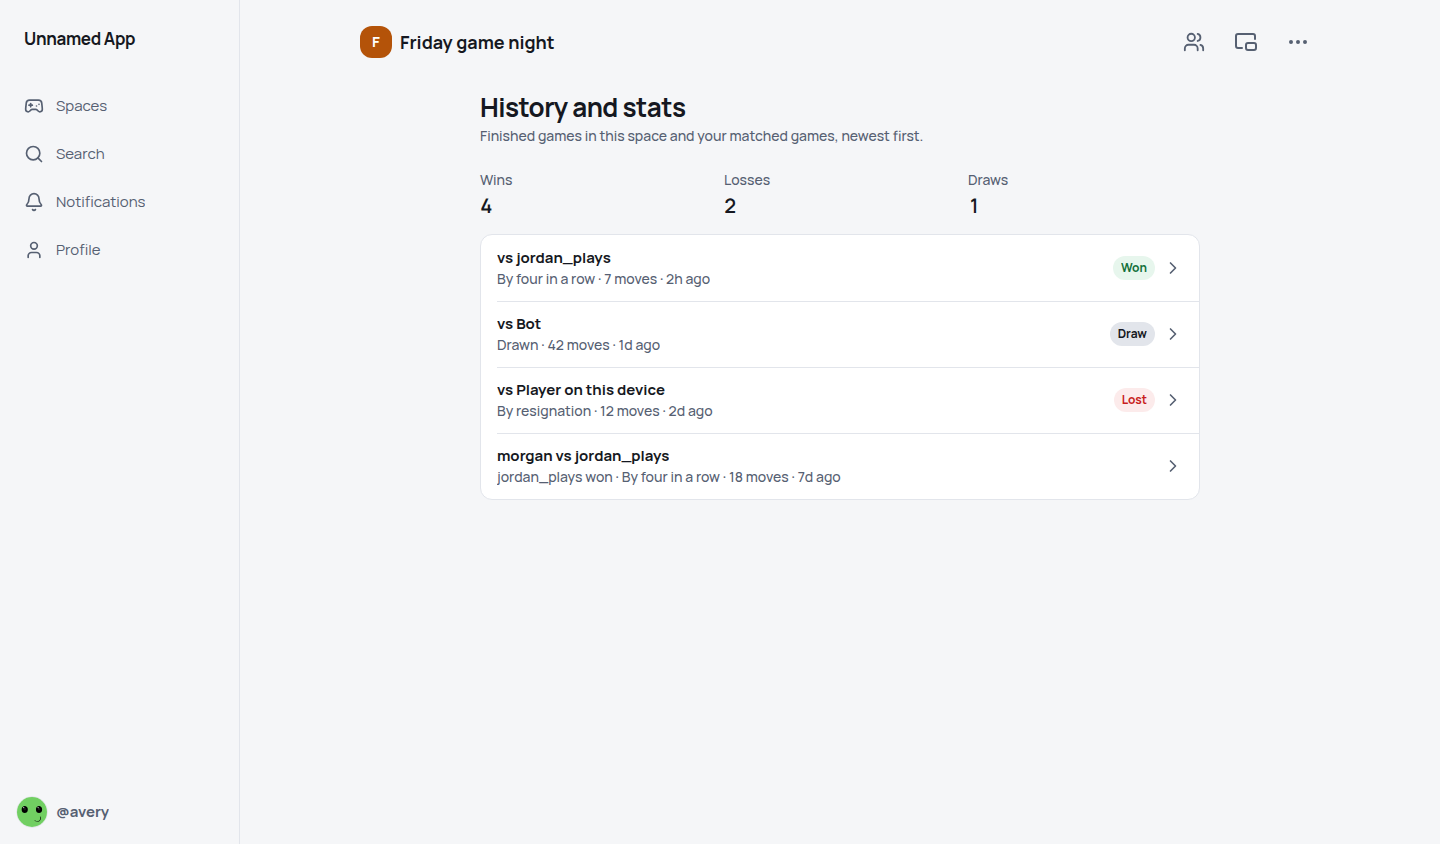 Unnamed App
Spaces
Search
Notifications
Profile
@avery
F Friday game night
History and stats
Finished games in this space and your matched games, newest first.
Wins Losses Draws
4 2 1
vs jordan_plays
By four in a row · 7 moves · 2h ago
Won
vs Bot
Drawn · 42 moves · 1d ago
Draw
vs Player on this device
By resignation · 12 moves · 2d ago
Lost
morgan vs jordan_plays
jordan_plays won · By four in a row · 18 moves · 7d ago